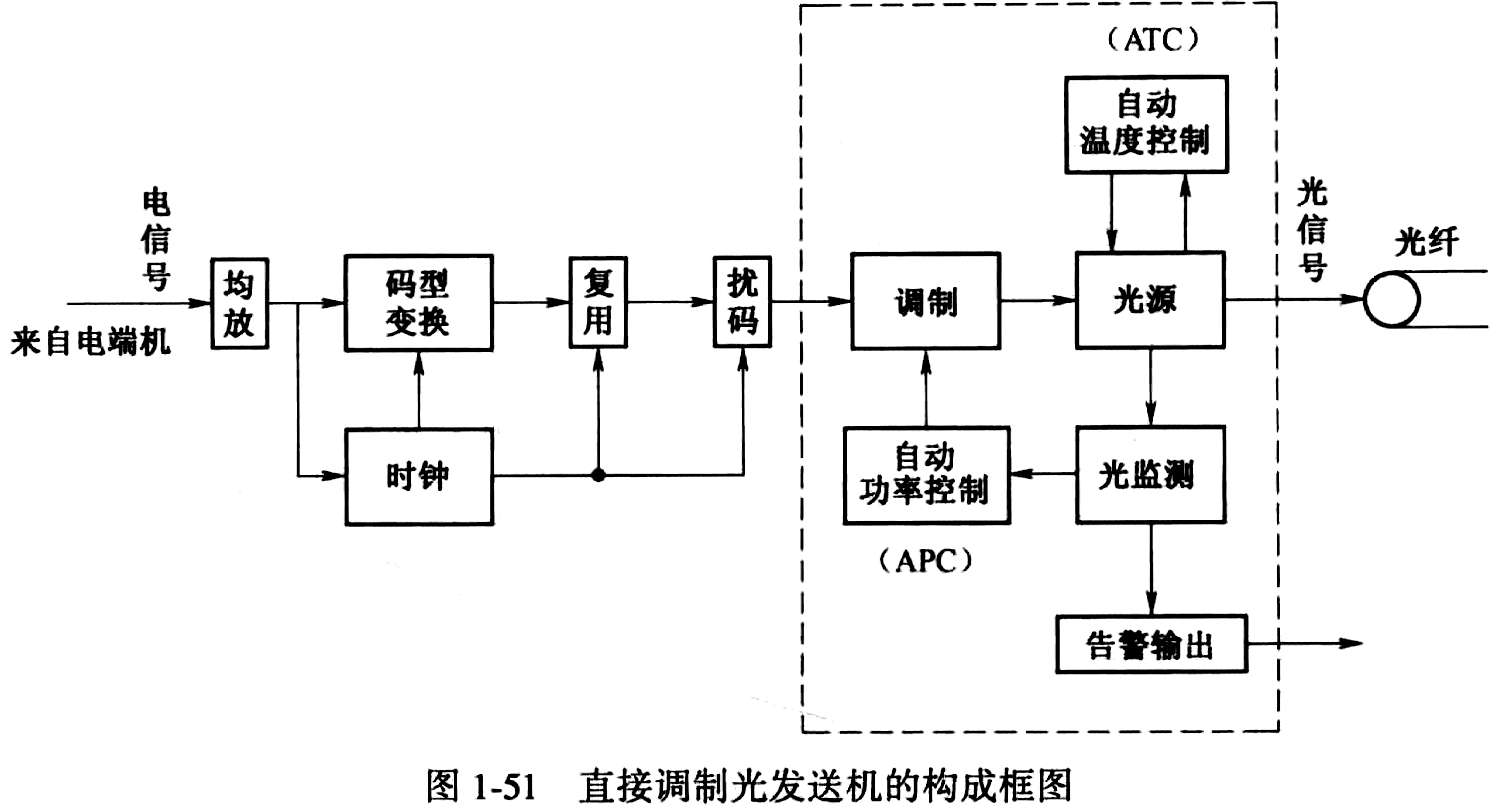 （ATC）
自动
温度控制
电信号
来自电端机
均放
码型
变换
复用
扰码
调制
光源
光信号
光纤
时钟
自动
功率控制
（APC）
光监测
告警输出
图 1-51 直接调制光发送机的构成框图